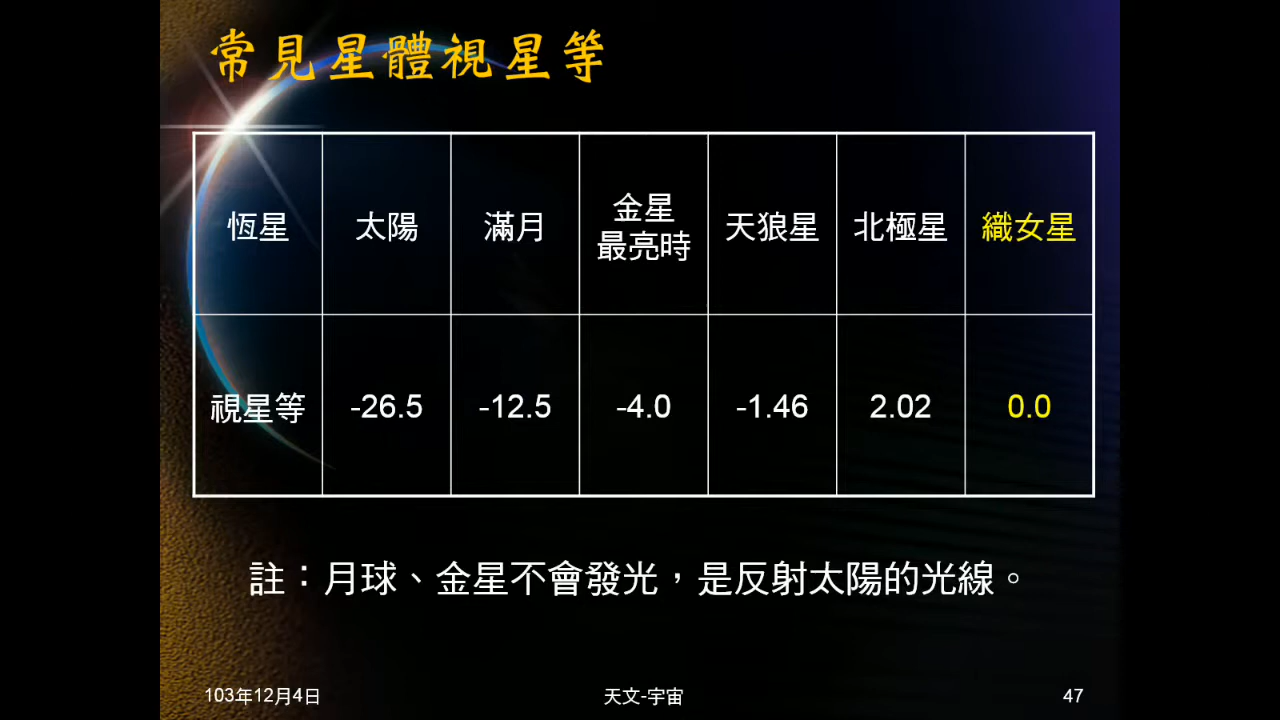 常見星體視星等
恆星 太陽 滿月 金星最亮時 天狼星 北極星 織女星
視星等 -26.5 -12.5 -4.0 -1.46 2.02 0.0
註：月球、金星不會發光，是反射太陽的光線。
103年12月4日 天文-宇宙 47